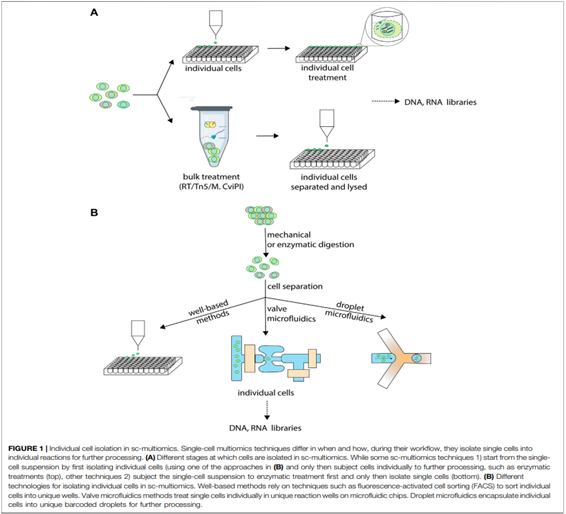 A
individual cells
individual cell
treatment
DNA, RNA libraries
bulk treatment
(RT/Tn5/M. CviPI)
individual cells
separated and lysed
B
mechanical
or enzymatic digestion
cell separation
well-based
methods
valve
microfluidics
droplet
microfluidics
individual cells
DNA, RNA libraries
FIGURE 1 | Individual cell isolation in sc-multiomics. Single-cell multiomics techniques differ in when and how, during their workflow, they isolate single cells into
individual reactions for further processing. (A) Different stages at which cells are isolated in sc-multiomics. While some sc-multiomics techniques 1) start from the single-
cell suspension by first isolating individual cells (using one of the approaches in (B) and only then subject cells individually to further processing, such as enzymatic
treatments (top), other techniques 2) subject the single-cell suspension to enzymatic treatment first and only then isolate single cells (bottom). (B) Different
technologies for isolating individual cells in sc-multiomics. Well-based methods rely on techniques such as fluorescence-activated cell sorting (FACS) to sort individual
cells into unique wells. Valve microfluidics methods treat single cells individually in unique reaction wells on microfluidic chips. Droplet microfluidics encapsulate individual
cells into unique barcoded droplets for further processing.